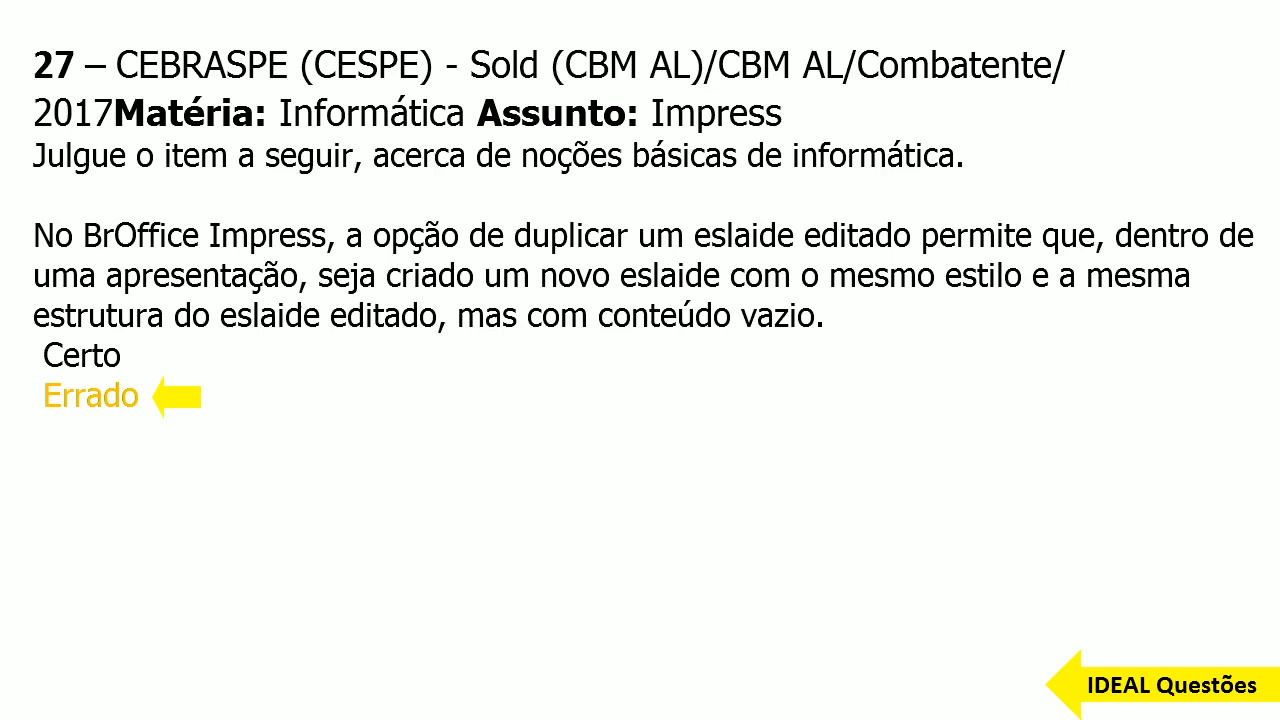 27 – CEBRASPE (CESPE) - Sold (CBM AL)/CBM AL/Combatente/
2017Matéria: Informática Assunto: Impress
Julgue o item a seguir, acerca de noções básicas de informática.
No BrOffice Impress, a opção de duplicar um eslaide editado permite que, dentro de
uma apresentação, seja criado um novo eslaide com o mesmo estilo e a mesma
estrutura do eslaide editado, mas com conteúdo vazio.
Certo
Errado
IDEAL Questões